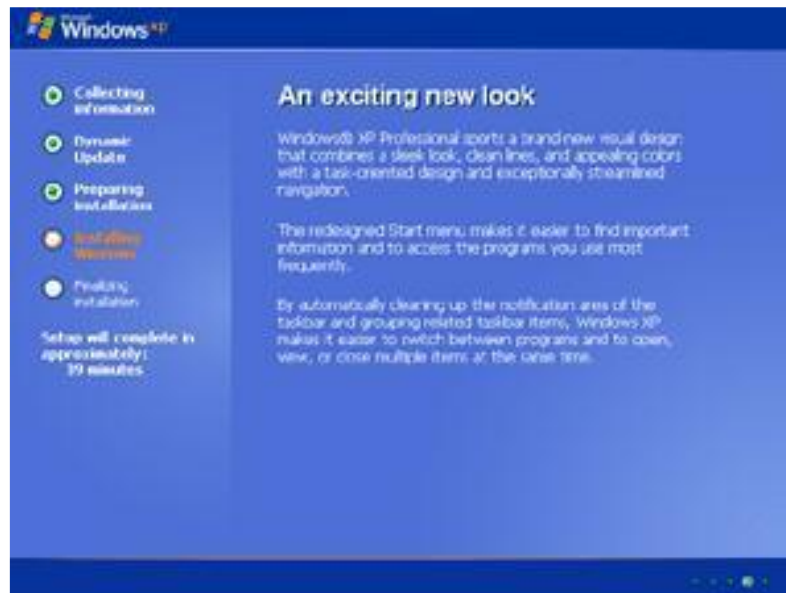 Microsoft
Windows xp
Collecting
information
Dynamic
Update
Preparing
installation
Installing
Windows
Finalizing
installation
Setup will complete in
approximately:
39 minutes
An exciting new look
Windows® XP Professional sports a brand-new visual design
that combines a sleek look, clean lines, and appealing colors
with a task-oriented design and exceptionally streamlined
navigation.
The redesigned Start menu makes it easier to find important
information and to access the programs you use most
frequently.
By automatically cleaning up the notification area of the
taskbar and grouping related taskbar items, Windows XP
makes it easier to switch between programs and to open,
view, or close multiple items at the same time.